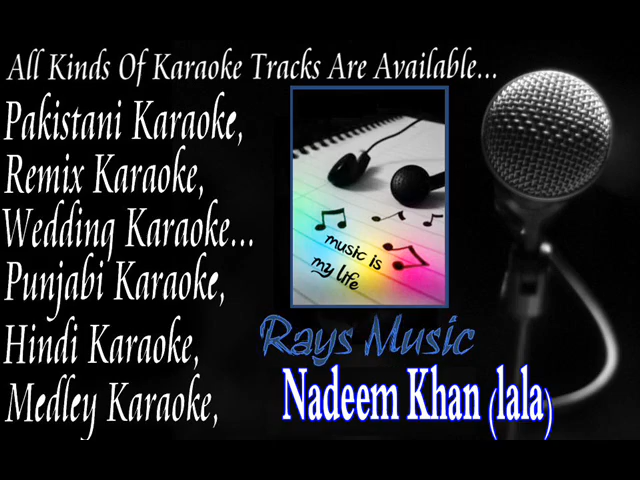 All Kinds Of Karaoke Tracks Are Available...
Pakistani Karaoke,
Remix Karaoke,
Wedding Karaoke...
Punjabi Karaoke,
Hindi Karaoke,
Medley Karaoke,
music is
my life
Rays Music
Nadeem Khan (lala)